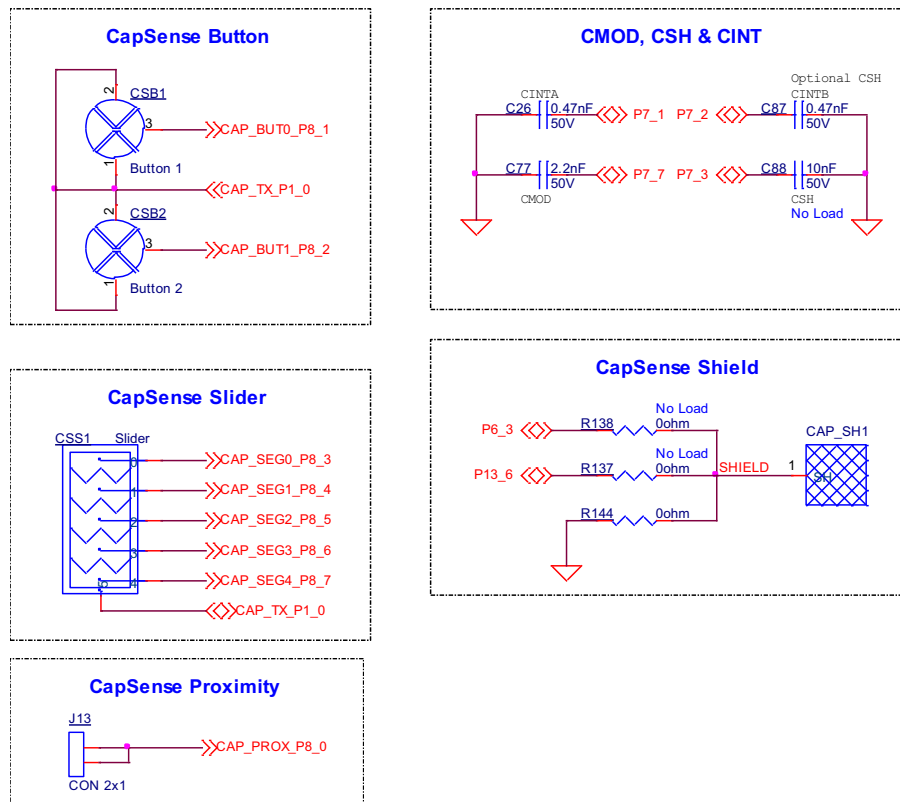 CapSense Button
2
CSB1
3
CAP_BUT0_P8_1
1
Button 1
CAP_TX_P1_0
2
CSB2
3
CAP_BUT1_P8_2
1
Button 2
CMOD, CSH & CINT
Optional CSH
CINTA
CINTB
C26 0.47nF P7_1 P7_2 C87 0.47nF
50V 50V
C77 2.2nF P7_7 P7_3 C88 10nF
50V 50V
CMOD CSH
No Load
CapSense Slider
CSS1 Slider
0 CAP_SEG0_P8_3
1 CAP_SEG1_P8_4
2 CAP_SEG2_P8_5
3 CAP_SEG3_P8_6
4 CAP_SEG4_P8_7
CAP_TX_P1_0
CapSense Shield
No Load
P6_3 R138 0ohm
CAP_SH1
No Load
P13_6 R137 0ohm SHIELD 1 SH
R144 0ohm
CapSense Proximity
J13
CAP_PROX_P8_0
CON 2x1